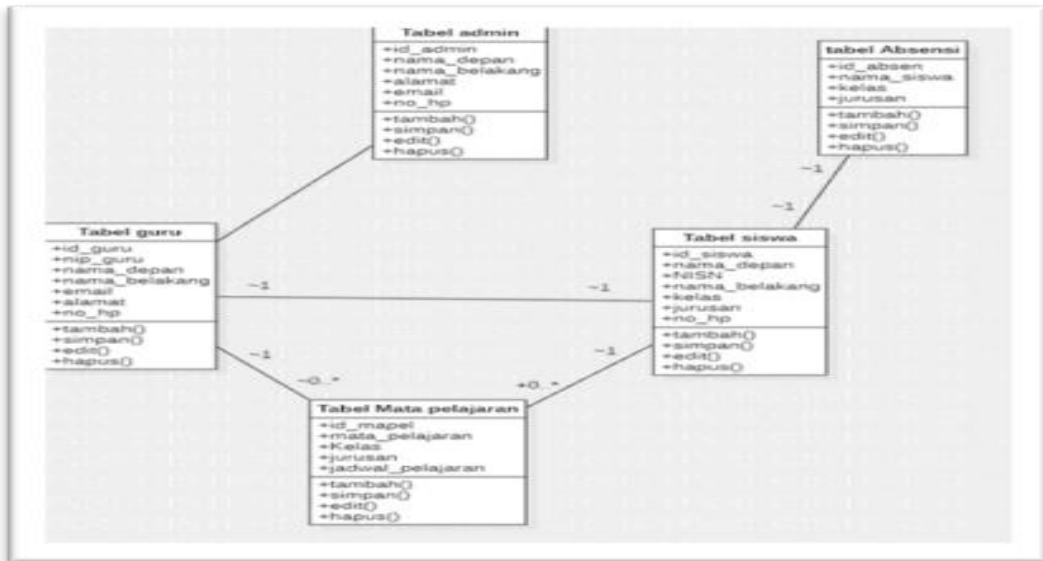 Tabel admin
+id_admin
+nama_depan
+nama_belakang
+alamat
+email
+no_hp
+tambah()
+simpan()
+edit()
+hapus()
tabel Absensi
+id_absen
+nama_siswa
+kelas
+jurusan
+tambah()
+simpan()
+edit()
+hapus()
~1
~1
Tabel guru
+id_guru
+nip_guru
+nama_depan
+nama_belakang
+email
+alamat
+no_hp
+tambah()
+simpan()
+edit()
+hapus()
~1
~1
Tabel siswa
+id_siswa
+nama_depan
+NISN
+nama_belakang
+kelas
+jurusan
+no_hp
+tambah()
+simpan()
+edit()
+hapus()
~1
~0..*
~1
+0..*
Tabel Mata pelajaran
+id_mapel
+mata_pelajaran
+Kelas
+jurusan
+jadwal_pelajaran
+tambah()
+simpan()
+edit()
+hapus()